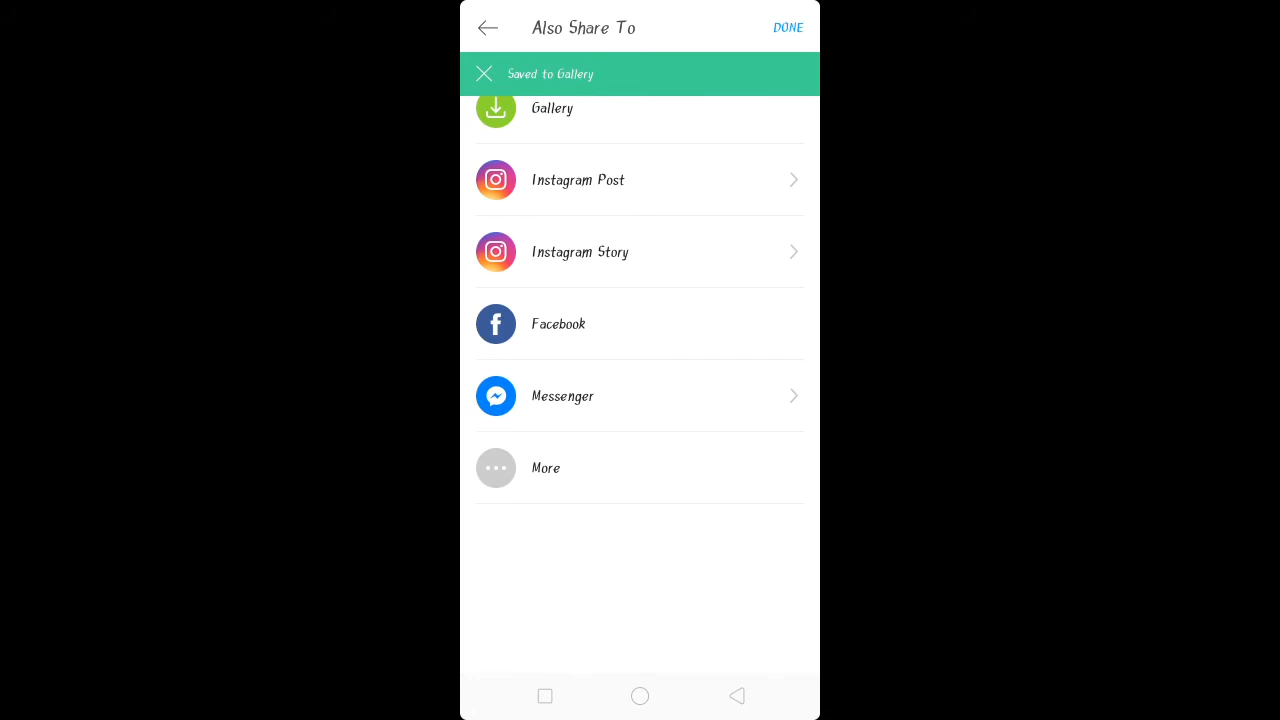 Also Share To
DONE
Saved to Gallery
Gallery
Instagram Post
Instagram Story
Facebook
Messenger
More